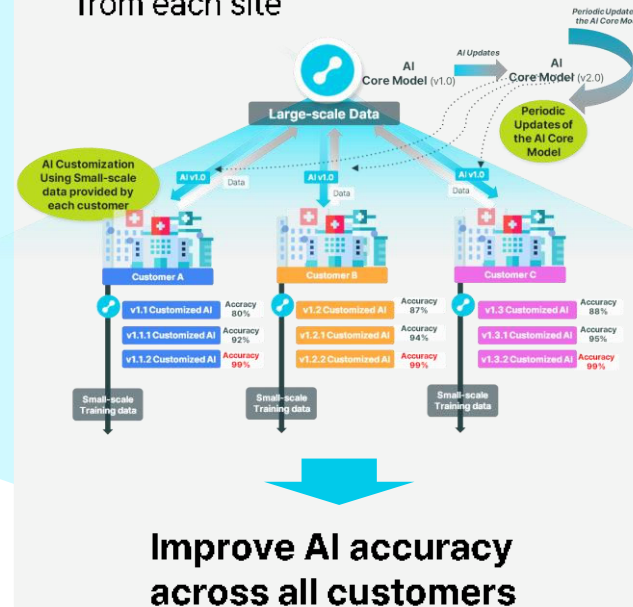 from each site
Periodic Update
the AI Core Mo
AI Updates
AI
Core Model (v1.0)
AI
Core Model (v2.0)
Large-scale Data
Periodic
Updates of
the AI Core
Model
AI Customization
Using Small-scale
data provided by
each customer
AI v1.0
Data
AI v1.0
Data
AI v1.0
Data
Customer A
Customer B
Customer C
v1.1 Customized AI
Accracy
80%
v1.1.1 Customized AI
Accuracy
92%
v1.1.2 Customized AI
Accuracy
99%
v1.2 Customized AI
Accuracy
87%
v1.2.1 Customized AI
Accuracy
94%
v1.2.2 Customized AI
Accuracy
99%
v1.3 Customized AI
Accuracy
88%
v1.3.1 Customized AI
Accuracy
95%
v1.3.2 Customized AI
Accuracy
99%
Small-scale
Training data
Small-scale
Training data
Small-scale
Training data
Improve AI accuracy
across all customers